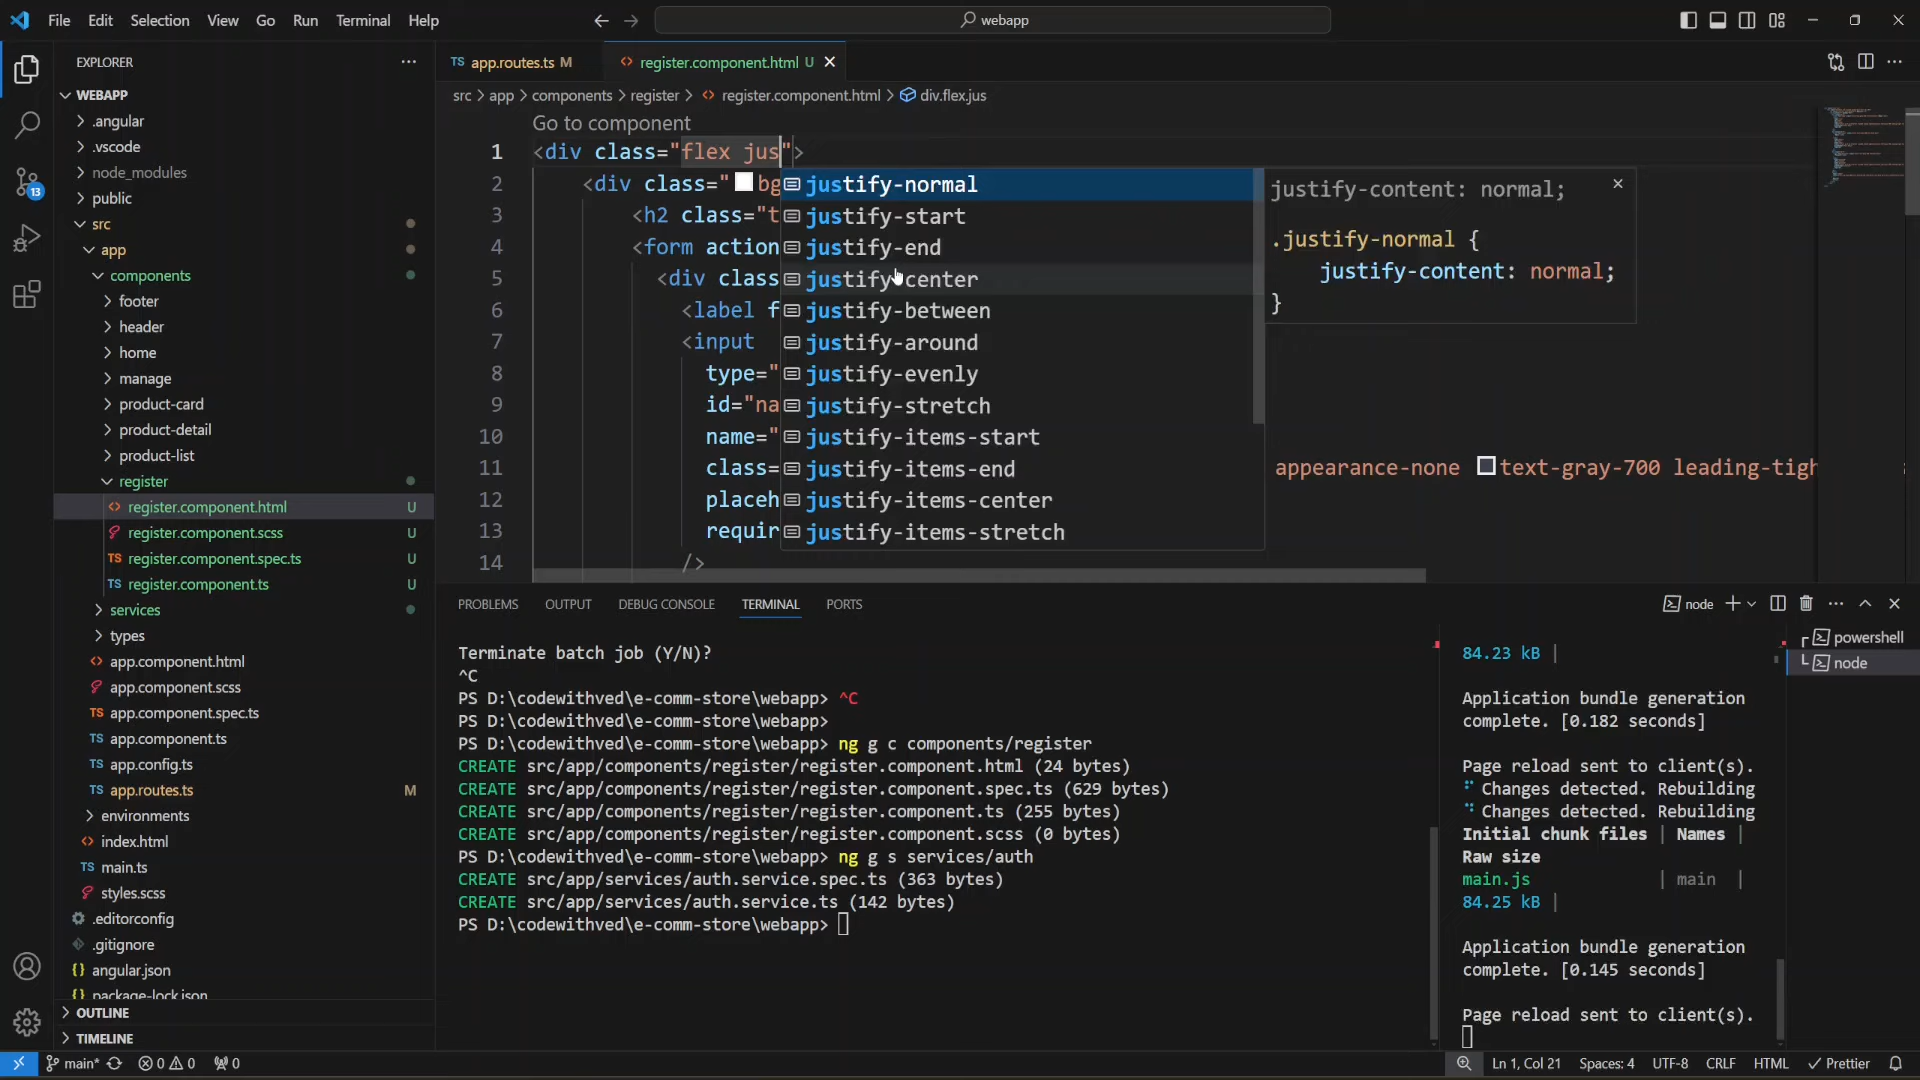 File Edit Selection View Go Run Terminal Help
webapp
EXPLORER
WEBAPP
.angular
.vscode
node_modules
public
src
app
components
footer
header
home
manage
product-card
product-detail
product-list
register
register.component.html U
register.component.scss U
register.component.spec.ts U
register.component.ts U
services
types
app.component.html
app.component.scss
TS app.component.spec.ts
TS app.component.ts
TS app.config.ts
TS app.routes.ts M
environments
index.html
TS main.ts
styles.scss
.editorconfig
.gitignore
{} angular.json
{} package-lock.json
OUTLINE
TIMELINE
13
TS app.routes.ts M
register.component.html U
src > app > components > register > register.component.html > div.flex.jus
Go to component
1 <div class="flex jus">
2 <div class=" bg
3 <h2 class="t
4 <form action
5 <div class
6 <label f
7 <input
8 type="
9 id="na
10 name="
11 class= appearance-none text-gray-700 leading-tigh
12 placeh
13 requir
14 />
justify-normal
justify-start
justify-end
justify-center
justify-between
justify-around
justify-evenly
justify-stretch
justify-items-start
justify-items-end
justify-items-center
justify-items-stretch
justify-content: normal;
.justify-normal {
justify-content: normal;
}
PROBLEMS OUTPUT DEBUG CONSOLE TERMINAL PORTS
node
Terminate batch job (Y/N)?
^C
PS D:\codewithved\e-comm-store\webapp> ^C
PS D:\codewithved\e-comm-store\webapp>
PS D:\codewithved\e-comm-store\webapp> ng g c components/register
CREATE src/app/components/register/register.component.html (24 bytes)
CREATE src/app/components/register/register.component.spec.ts (629 bytes)
CREATE src/app/components/register/register.component.ts (255 bytes)
CREATE src/app/components/register/register.component.scss (0 bytes)
PS D:\codewithved\e-comm-store\webapp> ng g s services/auth
CREATE src/app/services/auth.service.spec.ts (363 bytes)
CREATE src/app/services/auth.service.ts (142 bytes)
PS D:\codewithved\e-comm-store\webapp>
84.23 kB |
Application bundle generation
complete. [0.182 seconds]
Page reload sent to client(s).
Changes detected. Rebuilding
Changes detected. Rebuilding
Initial chunk files | Names |
Raw size
main.js | main |
84.25 kB |
Application bundle generation
complete. [0.145 seconds]
Page reload sent to client(s).
powershell
node
main* 0 0 0
Ln 1, Col 21 Spaces: 4 UTF-8 CRLF HTML Prettier